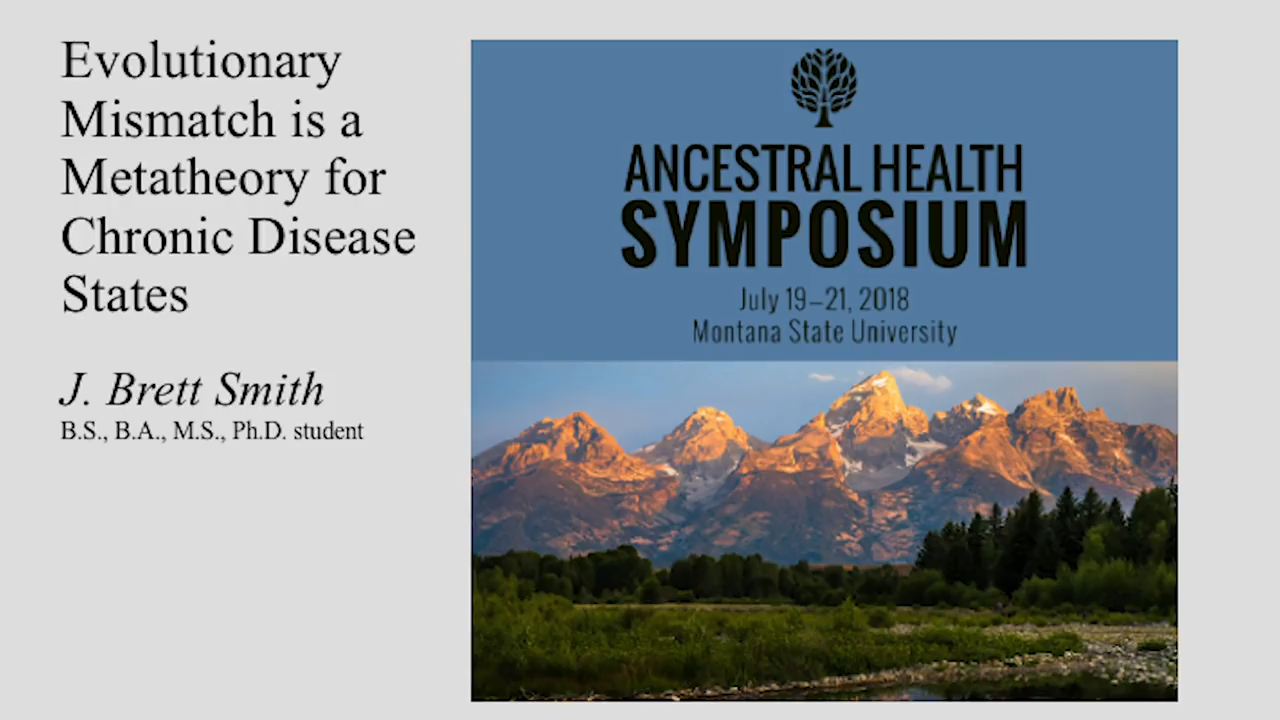 Evolutionary
Mismatch is a
Metatheory for
Chronic Disease
States
J. Brett Smith
B.S., B.A., M.S., Ph.D. student
ANCESTRAL HEALTH
SYMPOSIUM
July 19–21, 2018
Montana State University